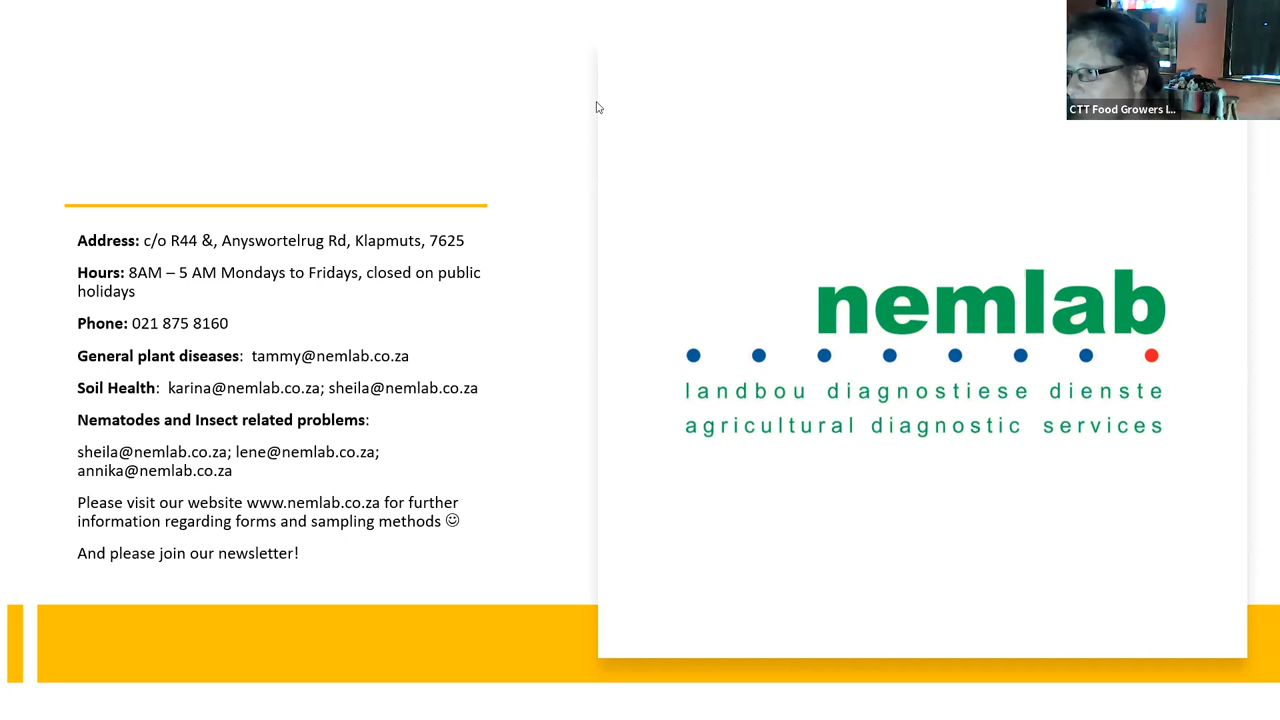 CTT Food Growers I...
Address: c/o R44 &, Anyswortelrug Rd, Klapmuts, 7625
Hours: 8AM – 5 AM Mondays to Fridays, closed on public
holidays
Phone: 021 875 8160
General plant diseases:  tammy@nemlab.co.za
Soil Health:  karina@nemlab.co.za; sheila@nemlab.co.za
Nematodes and Insect related problems:
sheila@nemlab.co.za; lene@nemlab.co.za;
annika@nemlab.co.za
Please visit our website www.nemlab.co.za for further
information regarding forms and sampling methods ☺
And please join our newsletter!
nemlab
landbou diagnostiese dienste
agricultural diagnostic services